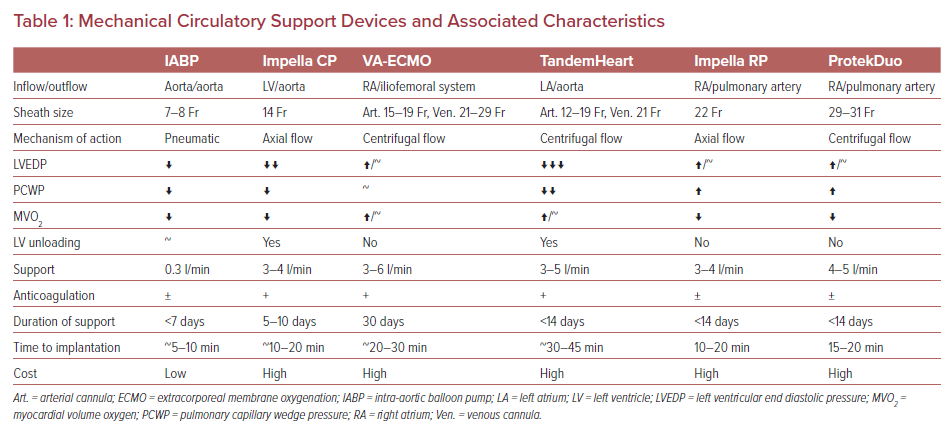 Table 1: Mechanical Circulatory Support Devices and Associated Characteristics
IABP Impella CP VA-ECMO TandemHeart Impella RP ProtekDuo
Inflow/outflow Aorta/aorta LV/aorta RA/iliofemoral system LA/aorta RA/pulmonary artery RA/pulmonary artery
Sheath size 7–8 Fr 14 Fr Art. 15–19 Fr, Ven. 21–29 Fr Art. 12–19 Fr, Ven. 21 Fr 22 Fr 29–31 Fr
Mechanism of action Pneumatic Axial flow Centrifugal flow Centrifugal flow Axial flow Centrifugal flow
LVEDP ⬇ ⬇⬇ ⬆/~ ⬇⬇⬇ ⬆/~ ⬆/~
PCWP ⬇ ⬇ ~ ⬇⬇ ⬆ ⬆
MVO₂ ⬇ ⬇ ⬆/~ ⬆/~ ⬇ ⬇
LV unloading ~ Yes No Yes No No
Support 0.3 l/min 3–4 l/min 3–6 l/min 3–5 l/min 3–4 l/min 4–5 l/min
Anticoagulation ± + + + ± ±
Duration of support <7 days 5–10 days 30 days <14 days <14 days <14 days
Time to implantation ~5–10 min ~10–20 min ~20–30 min ~30–45 min 10–20 min 15–20 min
Cost Low High High High High High
Art. = arterial cannula; ECMO = extracorporeal membrane oxygenation; IABP = intra-aortic balloon pump; LA = left atrium; LV = left ventricle; LVEDP = left ventricular end diastolic pressure; MVO₂ =
myocardial volume oxygen; PCWP = pulmonary capillary wedge pressure; RA = right atrium; Ven. = venous cannula.